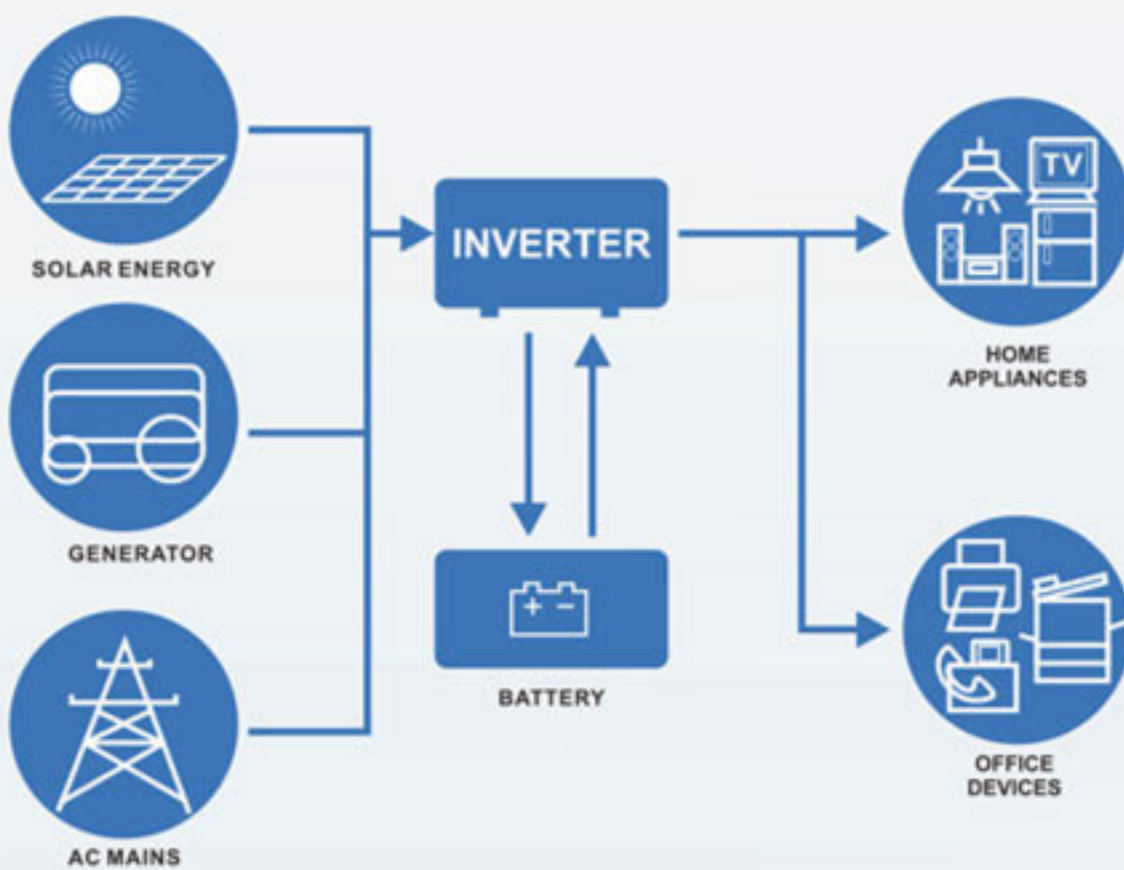 SOLAR ENERGY
GENERATOR
AC MAINS
INVERTER
+ -
BATTERY
TV
HOME
APPLIANCES
OFFICE
DEVICES